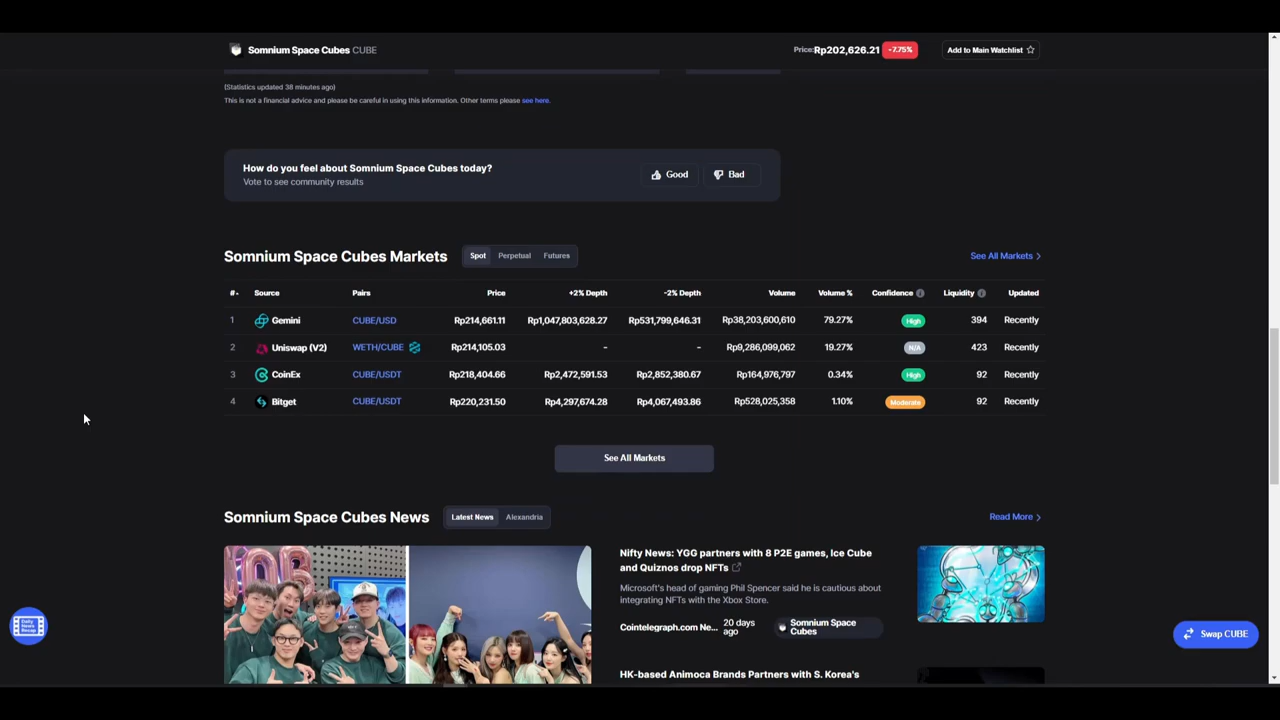 Somnium Space Cubes CUBE
Price: Rp202,626.21 -7.75%
Add to Main Watchlist
(Statistics updated 38 minutes ago)
This is not a financial advice and please be careful in using this information. Other terms please see here.
How do you feel about Somnium Space Cubes today?
Vote to see community results
Good
Bad
Somnium Space Cubes Markets
Spot Perpetual Futures
See All Markets
# Source Pairs Price +2% Depth -2% Depth Volume Volume % Confidence Liquidity Updated
1 Gemini CUBE/USD Rp214,661.11 Rp1,047,803,628.27 Rp531,799,646.31 Rp38,203,600,610 79.27% High 394 Recently
2 Uniswap (V2) WETH/CUBE Rp214,105.03 - - Rp9,286,099,062 19.27% N/A 423 Recently
3 CoinEx CUBE/USDT Rp218,404.66 Rp2,472,591.53 Rp2,852,380.67 Rp164,976,797 0.34% High 92 Recently
4 Bitget CUBE/USDT Rp220,231.50 Rp4,297,674.28 Rp4,067,493.86 Rp528,025,358 1.10% Moderate 92 Recently
See All Markets
Somnium Space Cubes News
Latest News Alexandria
Read More
Nifty News: YGG partners with 8 P2E games, Ice Cube
and Quiznos drop NFTs
Microsoft's head of gaming Phil Spencer said he is cautious about
integrating NFTs with the Xbox Store.
Cointelegraph.com Ne... 20 days
ago
Somnium Space
Cubes
HK-based Animoca Brands Partners with S. Korea's
Daily
News
Recap
Swap CUBE